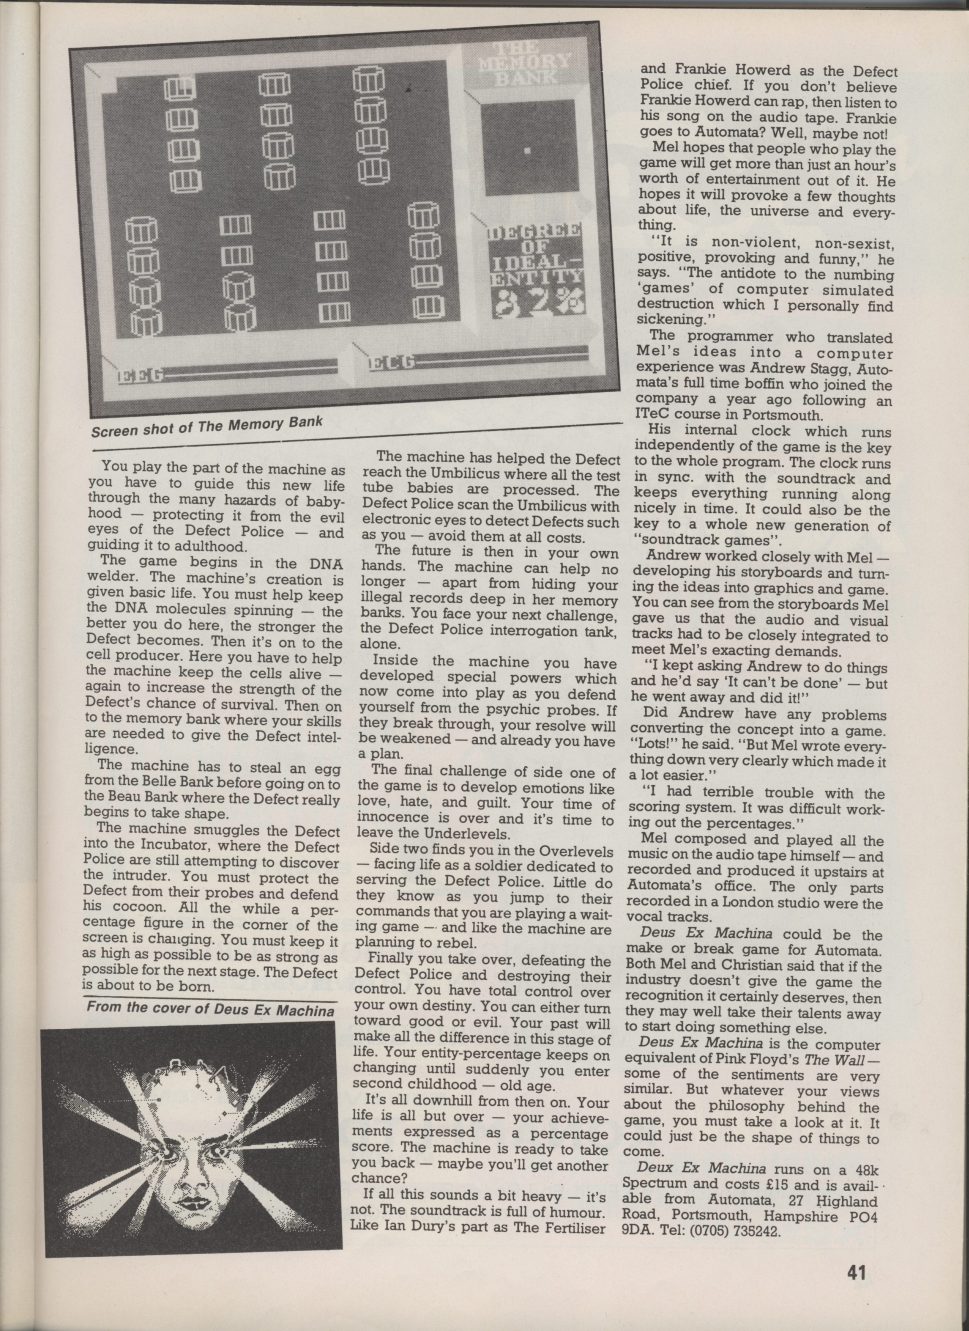 THE
MEMORY
BANK
DEGREE
OF
IDEAL-
ENTITY
82%
EEG
ECG
Screen shot of The Memory Bank
You play the part of the machine as
you have to guide this new life
through the many hazards of baby-
hood — protecting it from the evil
eyes of the Defect Police — and
guiding it to adulthood.
The game begins in the DNA
welder. The machine's creation is
given basic life. You must help keep
the DNA molecules spinning — the
better you do here, the stronger the
Defect becomes. Then it's on to the
cell producer. Here you have to help
the machine keep the cells alive —
again to increase the strength of the
Defect's chance of survival. Then on
to the memory bank where your skills
are needed to give the Defect intel-
ligence.
The machine has to steal an egg
from the Belle Bank before going on to
the Beau Bank where the Defect really
begins to take shape.
The machine smuggles the Defect
into the Incubator, where the Defect
Police are still attempting to discover
the intruder. You must protect the
Defect from their probes and defend
his cocoon. All the while a per-
centage figure in the corner of the
screen is changing. You must keep it
as high as possible to be as strong as
possible for the next stage. The Defect
is about to be born.
From the cover of Deus Ex Machina
The machine has helped the Defect
reach the Umbilicus where all the test
tube babies are processed. The
Defect Police scan the Umbilicus with
electronic eyes to detect Defects such
as you — avoid them at all costs.
The future is then in your own
hands. The machine can help no
longer — apart from hiding your
illegal records deep in her memory
banks. You face your next challenge,
the Defect Police interrogation tank,
alone.
Inside the machine you have
developed special powers which
now come into play as you defend
yourself from the psychic probes. If
they break through, your resolve will
be weakened — and already you have
a plan.
The final challenge of side one of
the game is to develop emotions like
love, hate, and guilt. Your time of
innocence is over and it's time to
leave the Underlevels.
Side two finds you in the Overlevels
— facing life as a soldier dedicated to
serving the Defect Police. Little do
they know as you jump to their
commands that you are playing a wait-
ing game — and like the machine are
planning to rebel.
Finally you take over, defeating the
Defect Police and destroying their
control. You have total control over
your own destiny. You can either turn
toward good or evil. Your past will
make all the difference in this stage of
life. Your entity-percentage keeps on
changing until suddenly you enter
second childhood — old age.
It's all downhill from then on. Your
life is all but over — your achieve-
ments expressed as a percentage
score. The machine is ready to take
you back — maybe you'll get another
chance?
If all this sounds a bit heavy — it's
not. The soundtrack is full of humour.
Like Ian Dury's part as The Fertiliser
and Frankie Howerd as the Defect
Police chief. If you don't believe
Frankie Howerd can rap, then listen to
his song on the audio tape. Frankie
goes to Automata? Well, maybe not!
Mel hopes that people who play the
game will get more than just an hour's
worth of entertainment out of it. He
hopes it will provoke a few thoughts
about life, the universe and every-
thing.
"It is non-violent, non-sexist,
positive, provoking and funny," he
says. "The antidote to the numbing
'games' of computer simulated
destruction which I personally find
sickening."
The programmer who translated
Mel's ideas into a computer
experience was Andrew Stagg, Auto-
mata's full time boffin who joined the
company a year ago following an
ITeC course in Portsmouth.
His internal clock which runs
independently of the game is the key
to the whole program. The clock runs
in sync. with the soundtrack and
keeps everything running along
nicely in time. It could also be the
key to a whole new generation of
"soundtrack games".
Andrew worked closely with Mel —
developing his storyboards and turn-
ing the ideas into graphics and game.
You can see from the storyboards Mel
gave us that the audio and visual
tracks had to be closely integrated to
meet Mel's exacting demands.
"I kept asking Andrew to do things
and he'd say 'It can't be done' — but
he went away and did it!"
Did Andrew have any problems
converting the concept into a game.
"Lots!" he said. "But Mel wrote every-
thing down very clearly which made it
a lot easier."
"I had terrible trouble with the
scoring system. It was difficult work-
ing out the percentages."
Mel composed and played all the
music on the audio tape himself — and
recorded and produced it upstairs at
Automata's office. The only parts
recorded in a London studio were the
vocal tracks.
Deus Ex Machina could be the
make or break game for Automata.
Both Mel and Christian said that if the
industry doesn't give the game the
recognition it certainly deserves, then
they may well take their talents away
to start doing something else.
Deus Ex Machina is the computer
equivalent of Pink Floyd's The Wall —
some of the sentiments are very
similar. But whatever your views
about the philosophy behind the
game, you must take a look at it. It
could just be the shape of things to
come.
Deux Ex Machina runs on a 48k
Spectrum and costs £15 and is avail-
able from Automata, 27 Highland
Road, Portsmouth, Hampshire PO4
9DA. Tel: (0705) 735242.
41